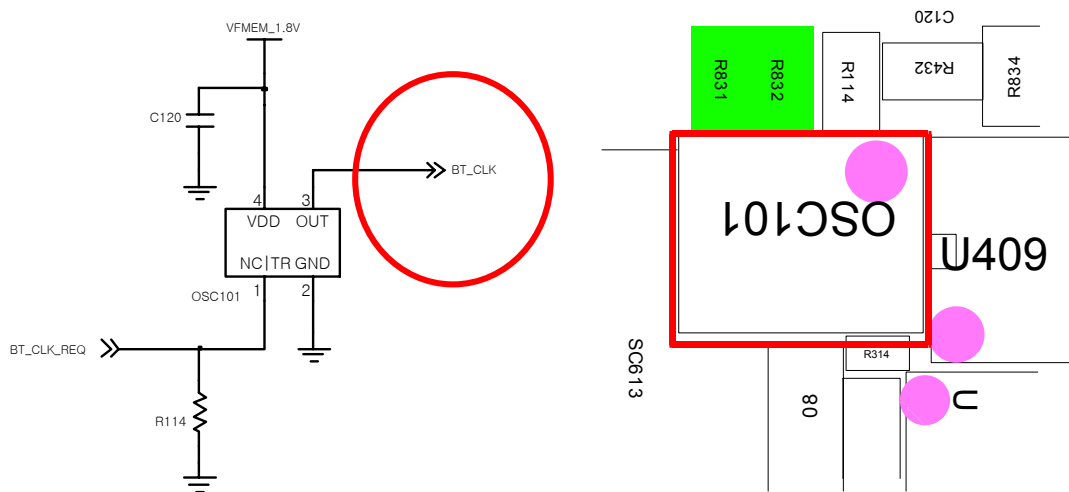 VFMEM_1.8V
C120
BT_CLK
4
3
VDD
OUT
NC|TR
GND
OSC101
1
2
BT_CLK_REQ
R114
C120
R831
R832
R114
R432
R834
OSC101
U409
SC613
R314
80
U